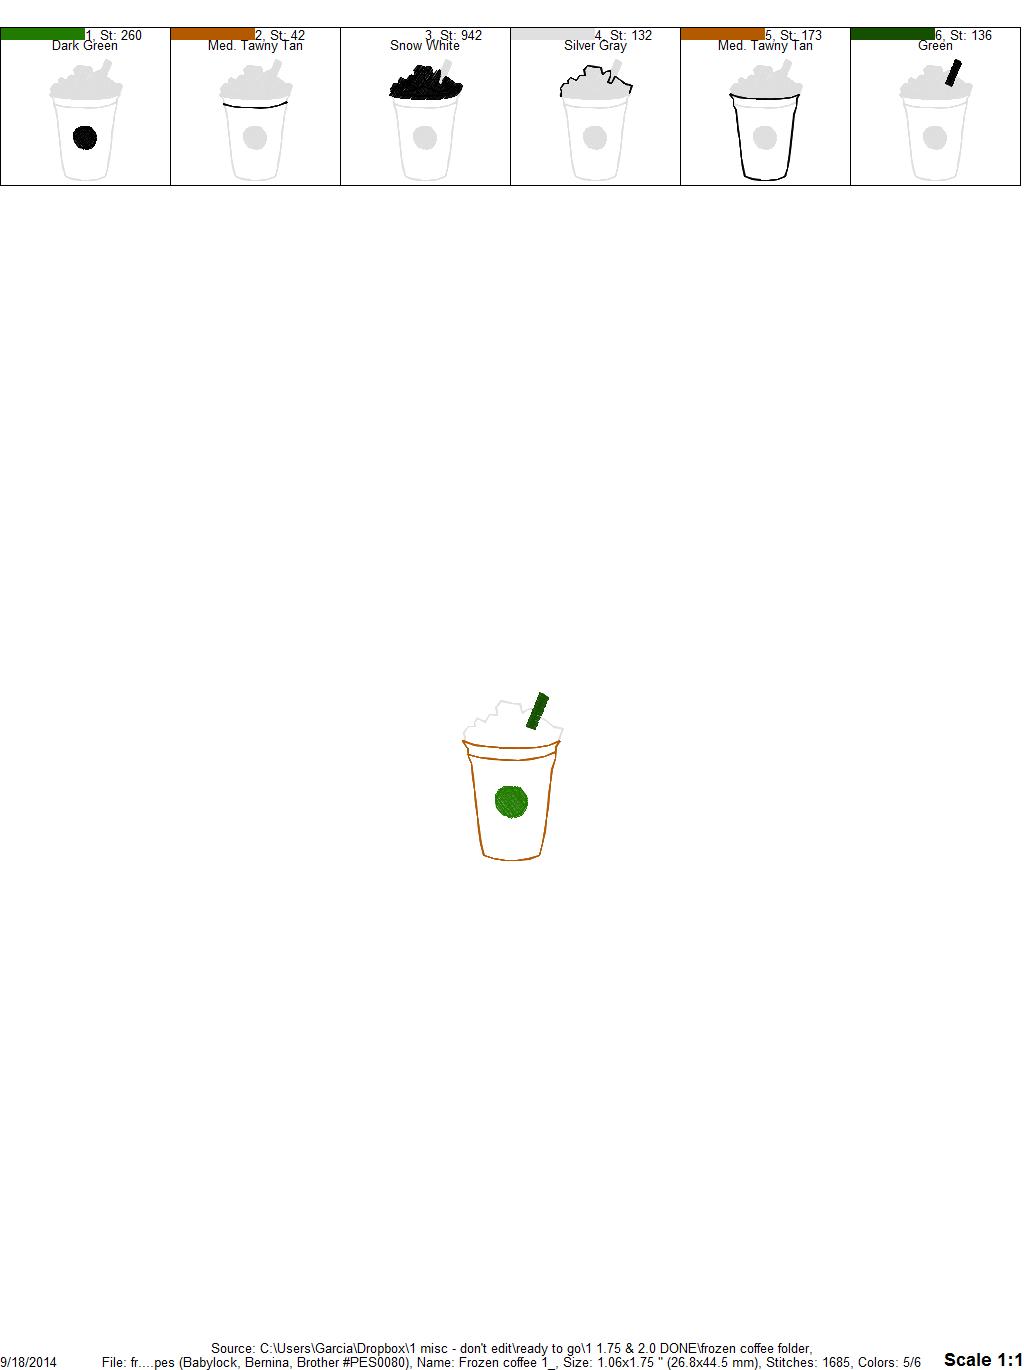 1, St: 260
Dark Green
2, St: 42
Med. Tawny Tan
3, St: 942
Snow White
4, St: 132
Silver Gray
5, St: 173
Med. Tawny Tan
6, St: 136
Green
Source: C:\Users\Garcia\Dropbox\1 misc - don't edit\ready to go\1 1.75 & 2.0 DONE\frozen coffee folder,
9/18/2014 File: fr....pes (Babylock, Bernina, Brother #PES0080), Name: Frozen coffee 1_, Size: 1.06x1.75 " (26.8x44.5 mm), Stitches: 1685, Colors: 5/6 Scale 1:1